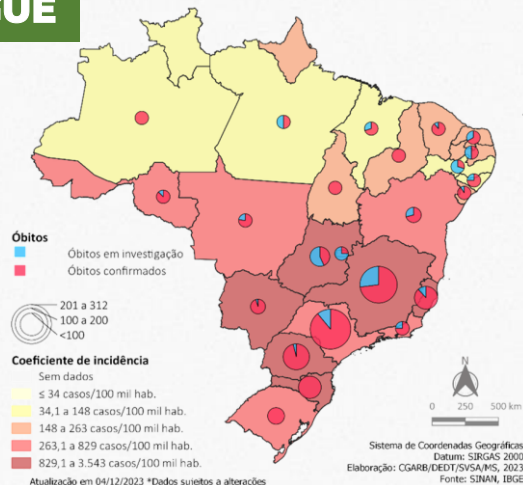 GUE
Óbitos
Óbitos em investigação
Óbitos confirmados
201 a 312
100 a 200
<100
Coeficiente de incidência
Sem dados
≤ 34 casos/100 mil hab.
34,1 a 148 casos/100 mil hab.
148 a 263 casos/100 mil hab.
263,1 a 829 casos/100 mil hab.
829,1 a 3.543 casos/100 mil hab.
Atualização em 04/12/2023 *Dados sujeitos a alterações
N
0 250 500 km
Sistema de Coordenadas Geográficas
Datum: SIRGAS 2000
Elaboração: CGARB/DEDT/SVSA/MS, 2023
Fonte: SINAN, IBGE